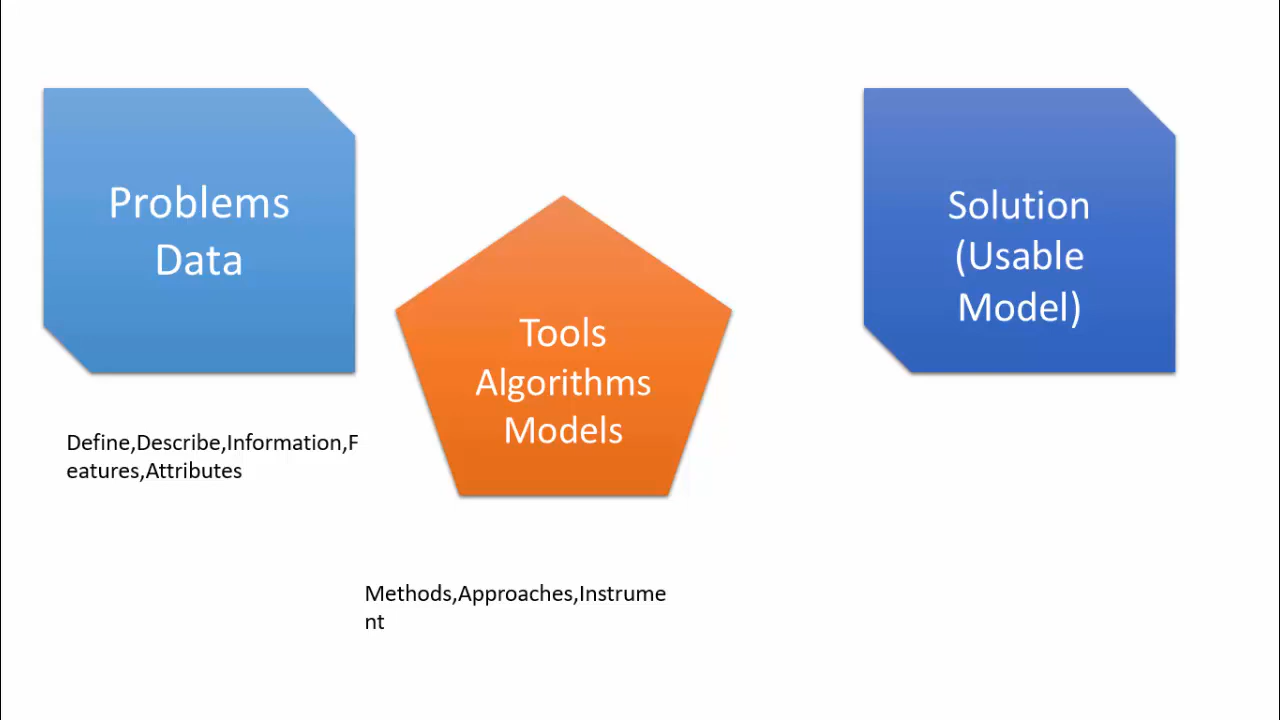 Problems
Data
Define,Describe,Information,F
eatures,Attributes
Tools
Algorithms
Models
Methods,Approaches,Instrume
nt
Solution
(Usable
Model)